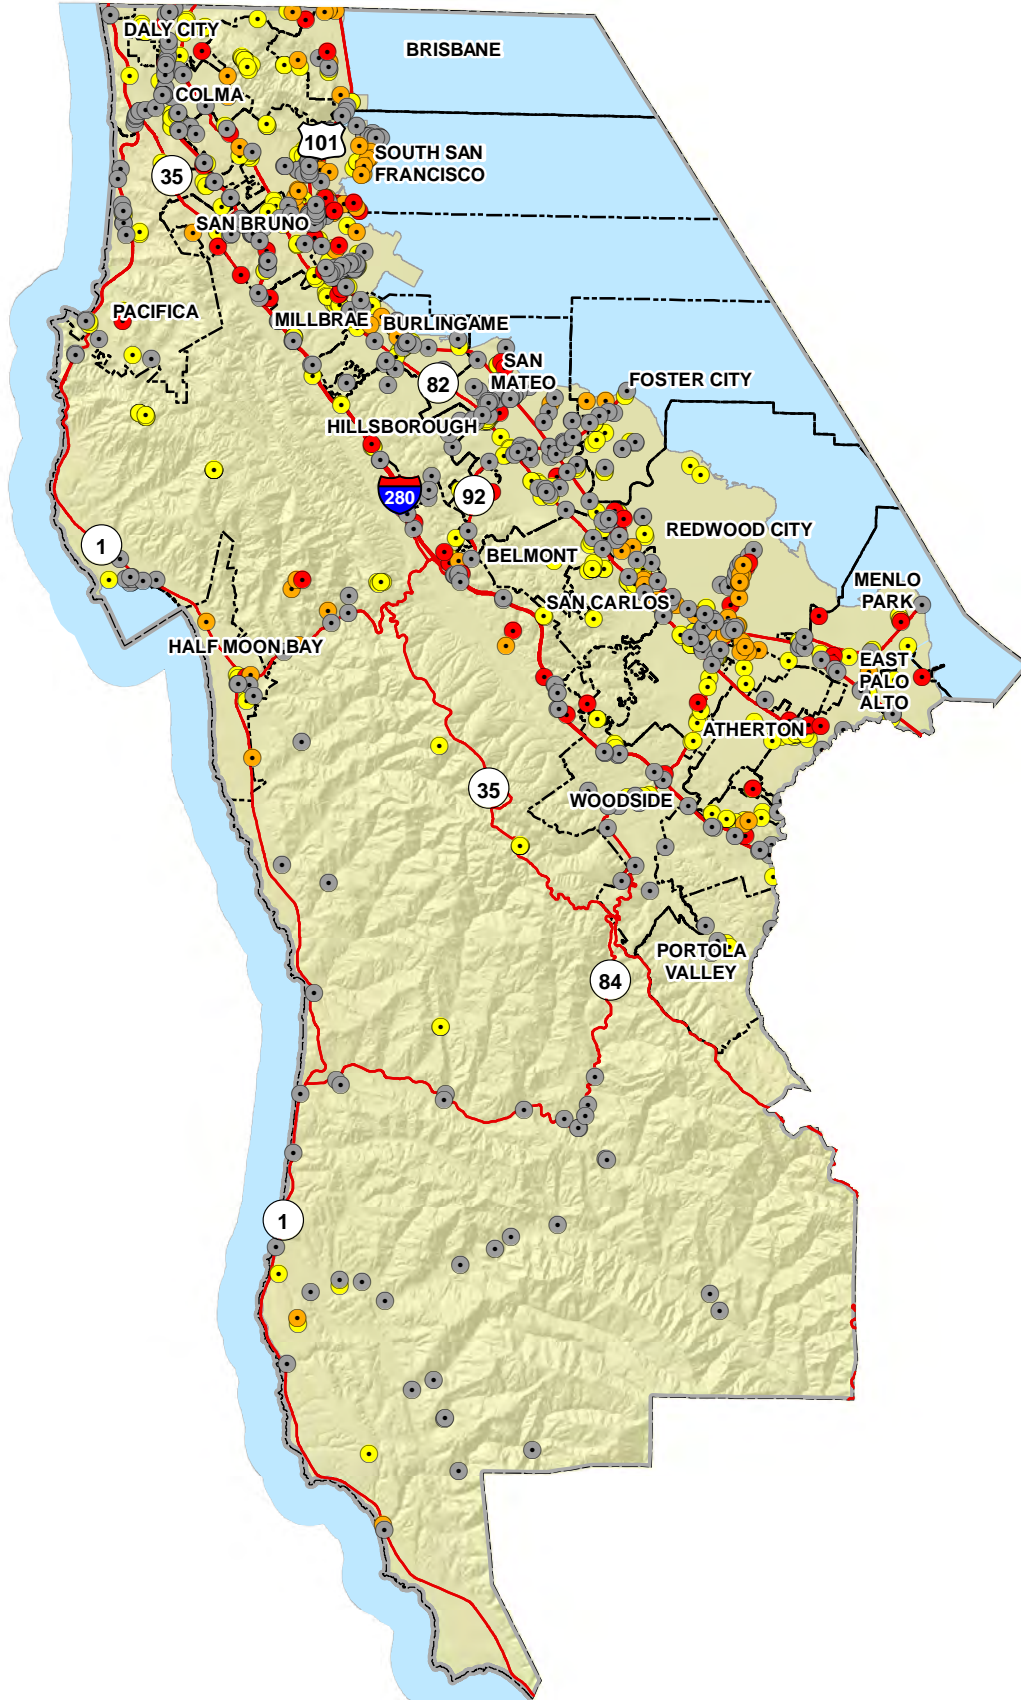 DALY CITY
BRISBANE
COLMA
101
SOUTH SAN
FRANCISCO
35
SAN BRUNO
PACIFICA
MILLBRAE
BURLINGAME
SAN
MATEO
82
FOSTER CITY
HILLSBOROUGH
280
92
REDWOOD CITY
1
BELMONT
MENLO
PARK
SAN CARLOS
HALF MOON BAY
EAST
PALO
ALTO
ATHERTON
35
WOODSIDE
PORTOLA
VALLEY
84
1